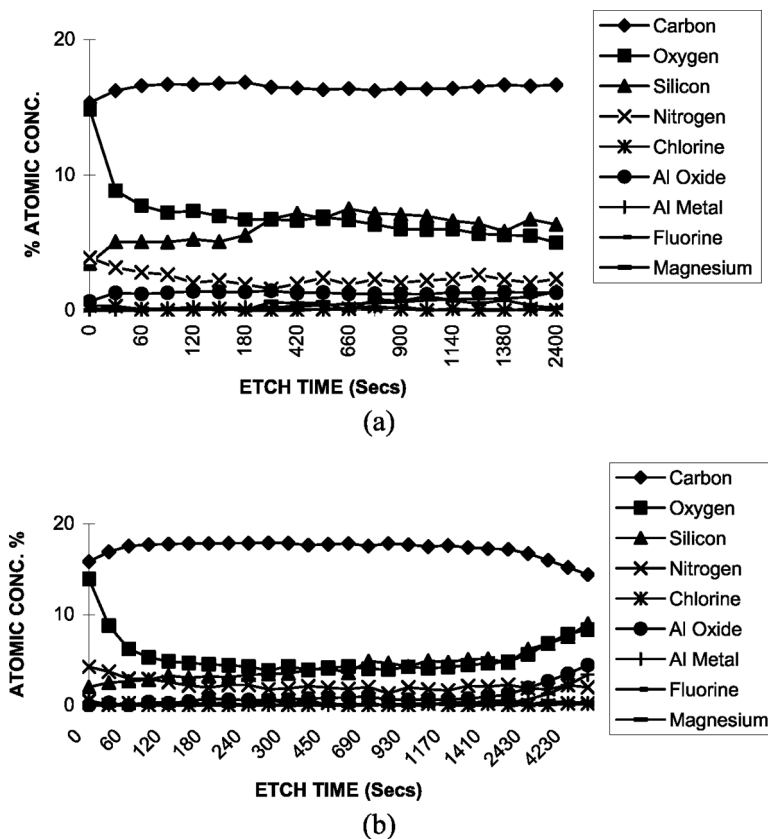 20
10
0
% ATOMIC CONC.
0
60
120
180
420
660
900
1140
1380
2400
ETCH TIME (Secs)
Carbon
Oxygen
Silicon
Nitrogen
Chlorine
Al Oxide
Al Metal
Fluorine
Magnesium
(a)
20
10
0
ATOMIC CONC. %
0
60
120
180
240
300
450
690
930
1170
1410
2430
4230
ETCH TIME (Secs)
Carbon
Oxygen
Silicon
Nitrogen
Chlorine
Al Oxide
Al Metal
Fluorine
Magnesium
(b)